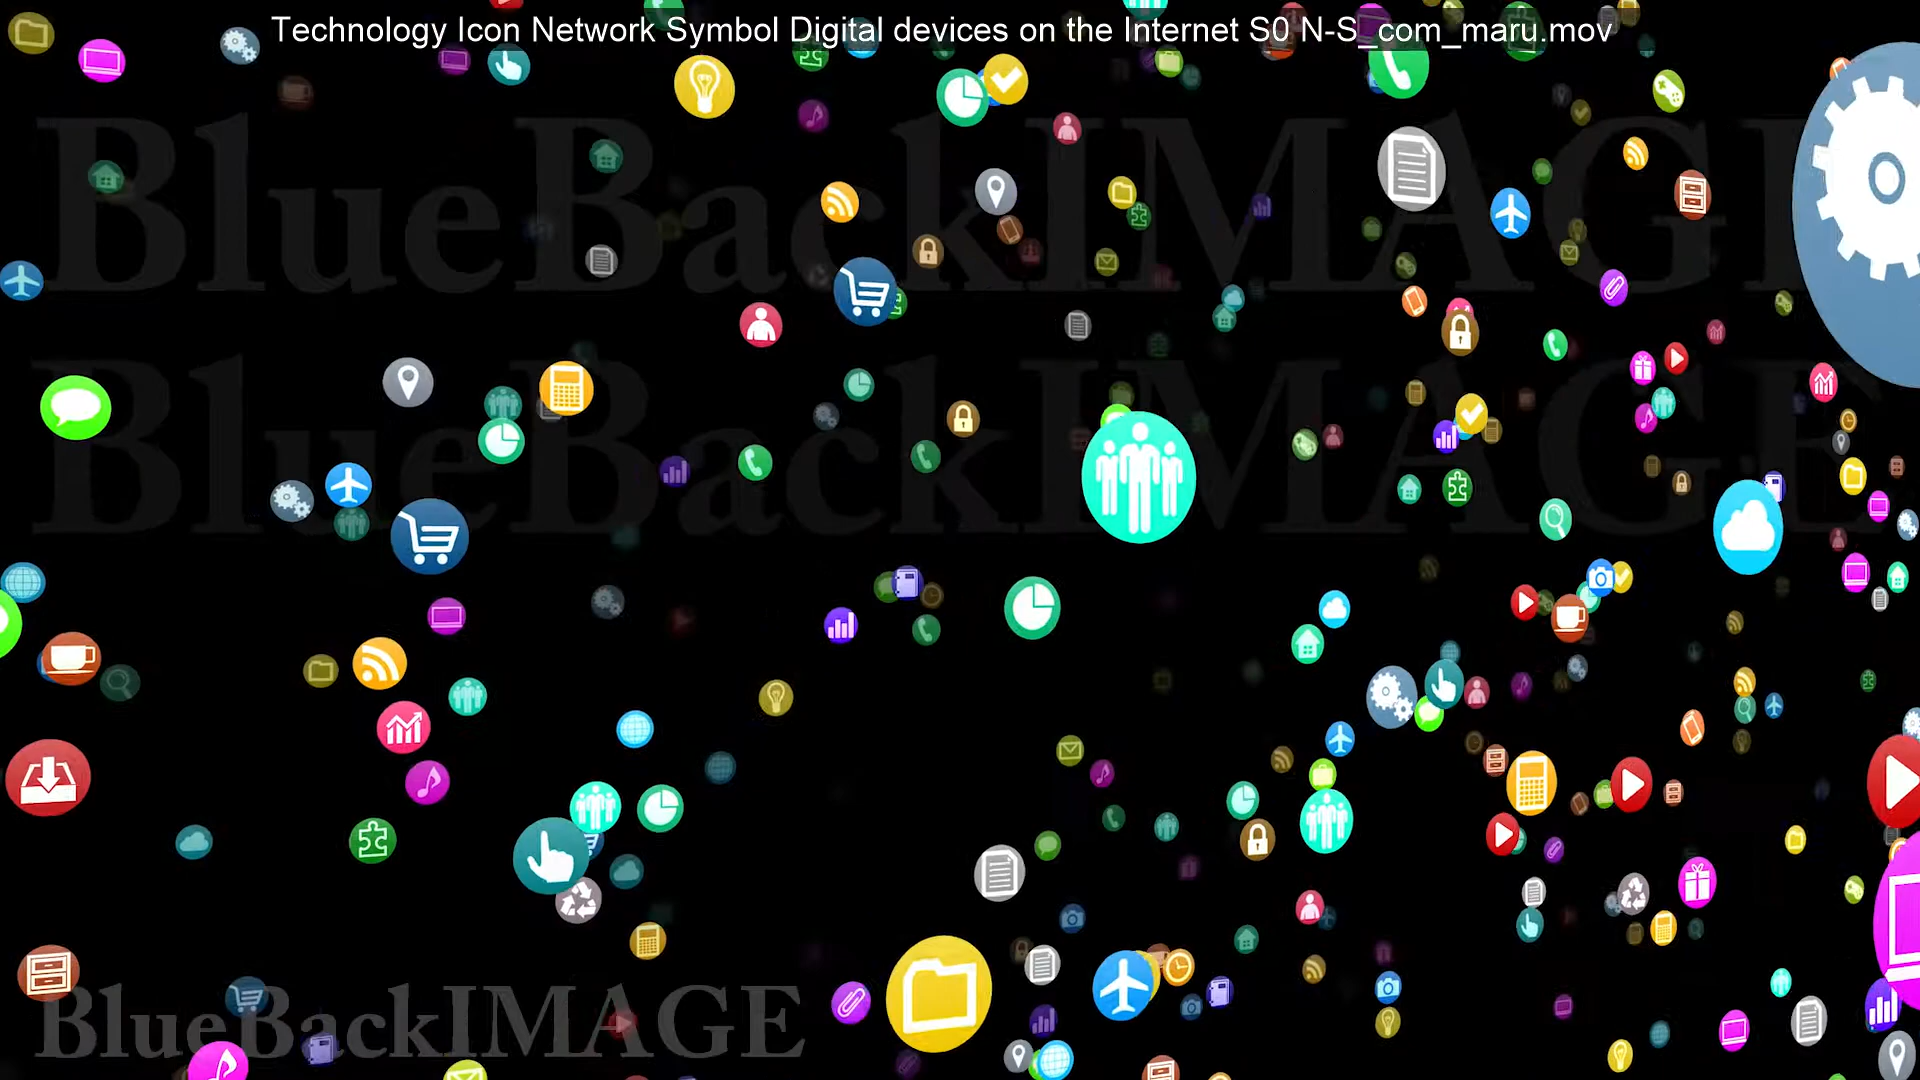 Technology Icon Network Symbol Digital devices on the Internet S0 N-S_com_maru.mov
BlueBackIMAGE
BlueBackIMAGE
BlueBackIMAGE